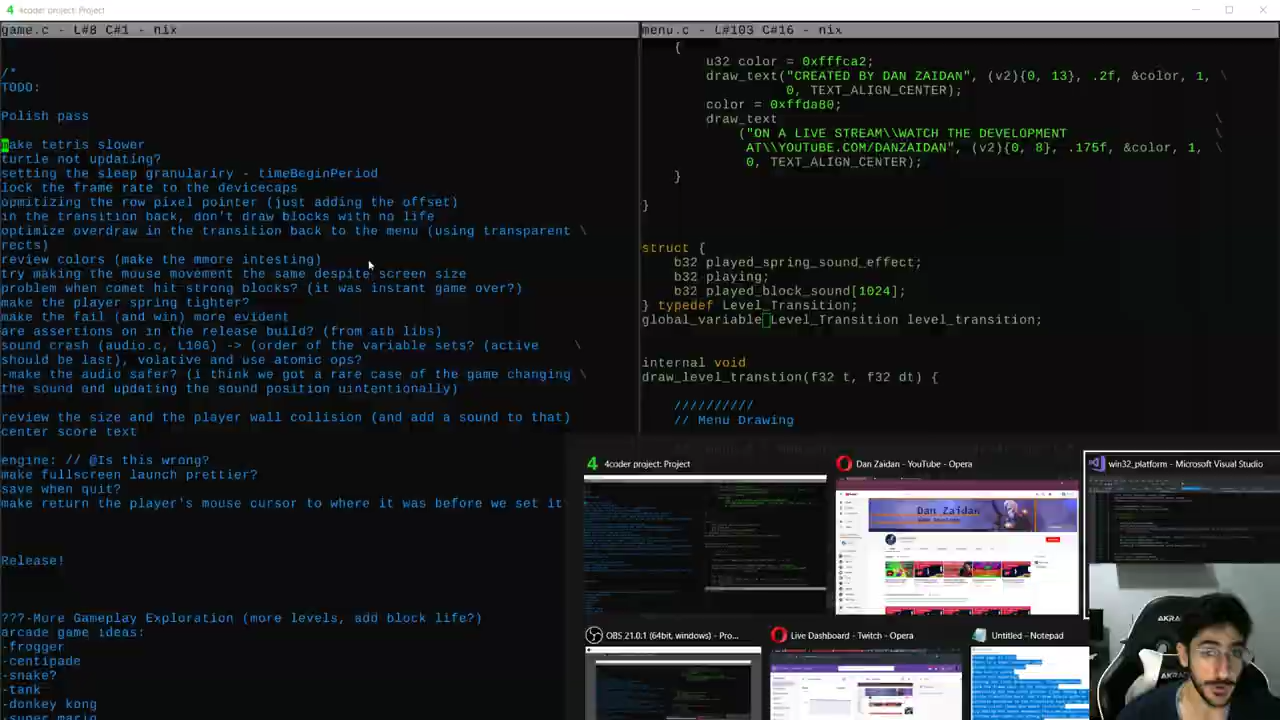 4coder project: Project
game.c - L#8 C#1 - nix
/*
TODO:
Polish pass
make tetris slower
turtle not updating?
setting the sleep granulariry - timeBeginPeriod
lock the frame rate to the devicecaps
opmitizing the row pixel pointer (just adding the offset)
in the transition back, don't draw blocks with no life
optimize overdraw in the transition back to the menu (using transparent \
rects)
review colors (make the mmore intesting)
try making the mouse movement the same despite screen size
problem when comet hit strong blocks? (it was instant game over?)
make the player spring tighter?
make the fail (and win) more evident
are assertions on in the release build? (from atb libs)
sound crash (audio.c, L106) -> (order of the variable sets? (active \
should be last), volative and use atomic ops?
-make the audio safer? (i think we got a rare case of the game changing \
the sound and updating the sound position uintentionally)
review the size and the player wall collision (and add a sound to that)
center score text
engine: // @Is this wrong?
make fullscreen launch prettier?
save when quit?
make return the player's mouse cursor to where it was before we set it
Release!
???-More Gameplay Exploration (more levels, add block life?)
arcade game ideas:
-frogger
-centipade
-snake?
-tank
-donkey kong
-super mario
menu.c - L#103 C#16 - nix
{
u32 color = 0xfffca2;
draw_text("CREATED BY DAN ZAIDAN", (v2){0, 13}, .2f, &color, 1, \
0, TEXT_ALIGN_CENTER);
color = 0xffda80;
draw_text \
("ON A LIVE STREAM\\WATCH THE DEVELOPMENT \
AT\\YOUTUBE.COM/DANZAIDAN", (v2){0, 8}, .175f, &color, 1, \
0, TEXT_ALIGN_CENTER);
}
}
struct {
b32 played_spring_sound_effect;
b32 playing;
b32 played_block_sound[1024];
} typedef Level_Transition;
global_variable Level_Transition level_transition;
internal void
draw_level_transtion(f32 t, f32 dt) {
//////////
// Menu Drawing
4 4coder project: Project
Dan Zaidan - YouTube - Opera
win32_platform - Microsoft Visual Studio
Dan Zaidan
OBS 21.0.1 (64bit, windows) - Pro...
Live Dashboard - Twitch - Opera
Untitled - Notepad
AKRACING